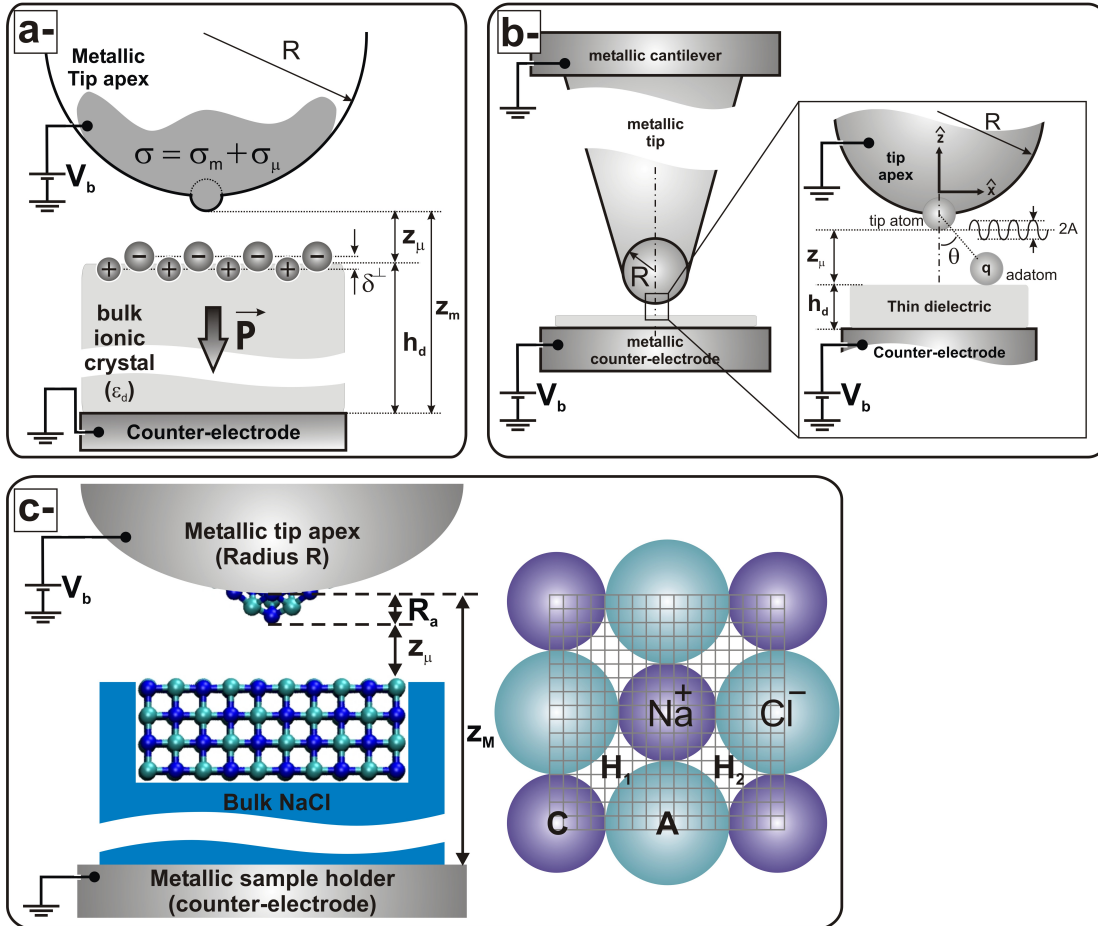 a-
Metallic
Tip apex
R
σ = σm + σμ
Vb
zμ
δ⊥
zm
hd
bulk
ionic
crystal
(εd)
P
Counter-electrode
b-
metallic cantilever
metallic
tip
R
metallic
counter-electrode
Vb
R
ẑ
x̂
tip
apex
tip atom
2A
zμ
θ
q
adatom
hd
Thin dielectric
Counter-electrode
Vb
c-
Metallic tip apex
(Radius R)
Vb
Ra
zμ
zM
Bulk NaCl
Metallic sample holder
(counter-electrode)
Na+
Cl−
H1
H2
C
A